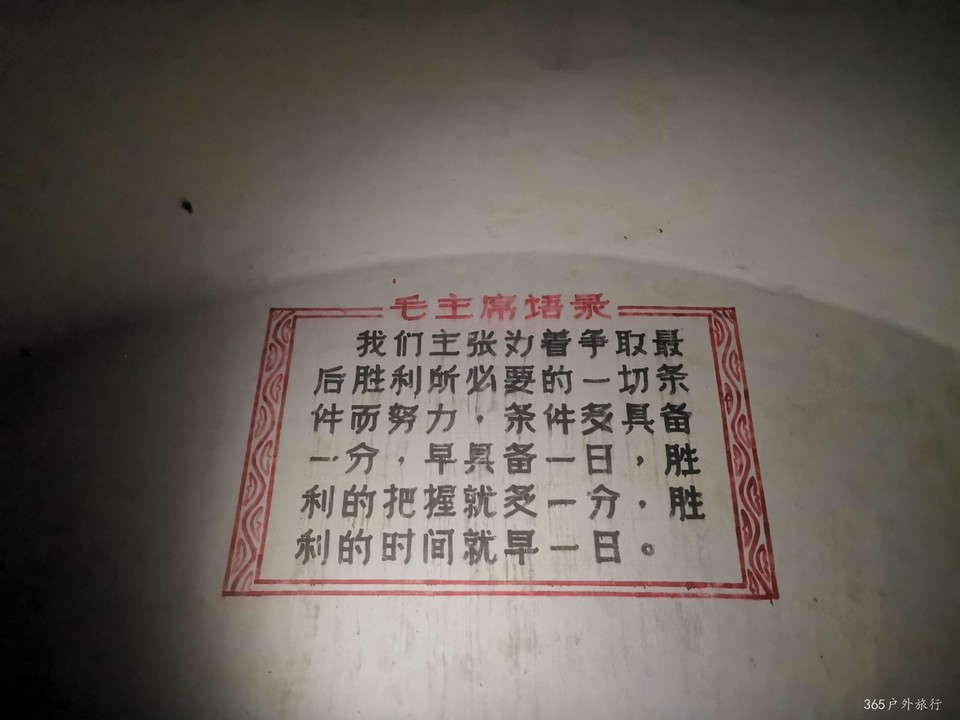 毛主席语录
我们主张为着争取最
后胜利所必要的一切条
件而努力，条件多具备
一分，早具备一日，胜
利的把握就多一分，胜
利的时间就早一日。
365户外旅行